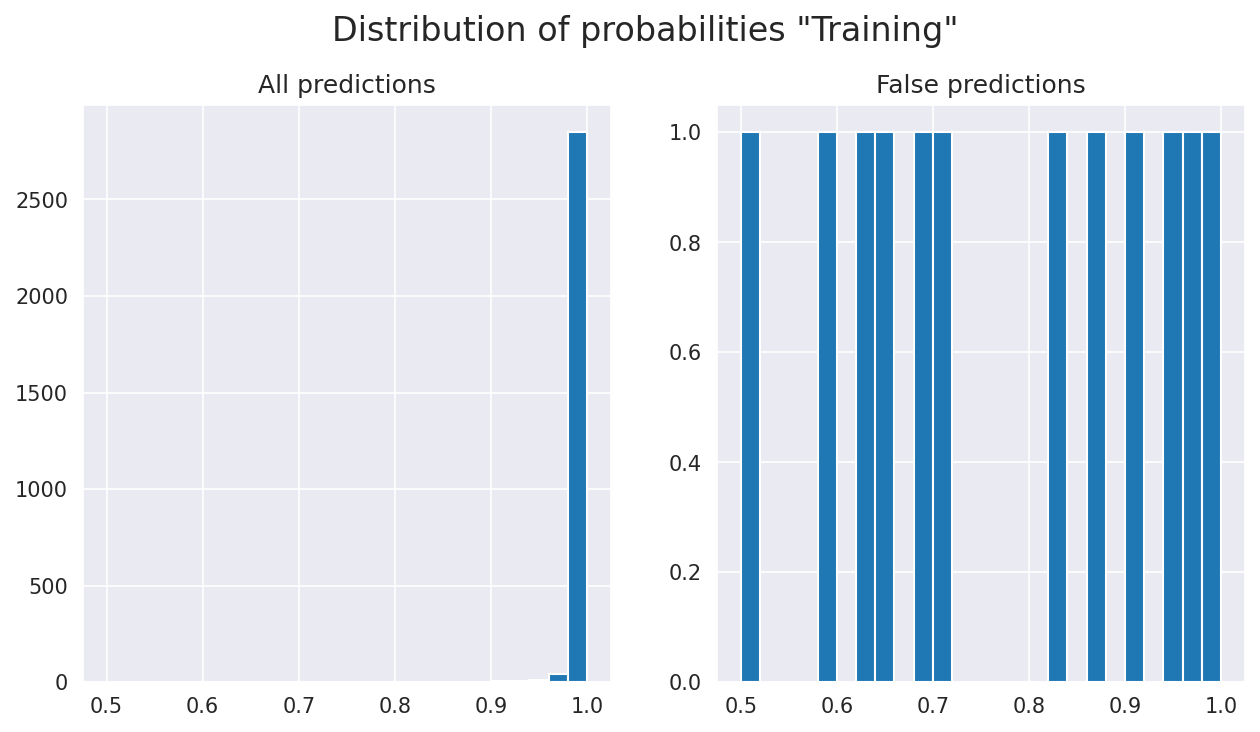 Distribution of probabilities "Training"
All predictions
2500
2000
1500
1000
500
0
0.5 0.6 0.7 0.8 0.9 1.0
False predictions
1.0
0.8
0.6
0.4
0.2
0.0
0.5 0.6 0.7 0.8 0.9 1.0